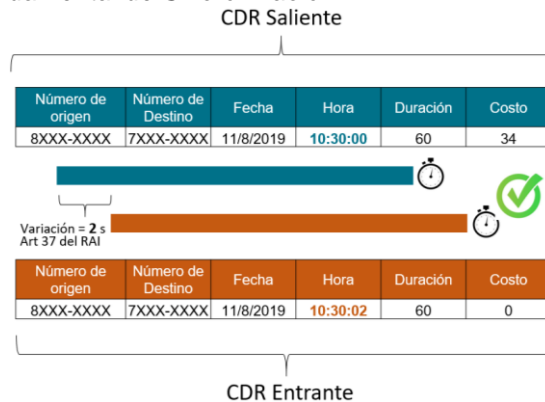 CDR Saliente
Número de origen Número de Destino Fecha Hora Duración Costo
8XXX-XXXX 7XXX-XXXX 11/8/2019 10:30:00 60 34
Variación = 2 s
Art 37 del RAI
Número de origen Número de Destino Fecha Hora Duración Costo
8XXX-XXXX 7XXX-XXXX 11/8/2019 10:30:02 60 0
CDR Entrante